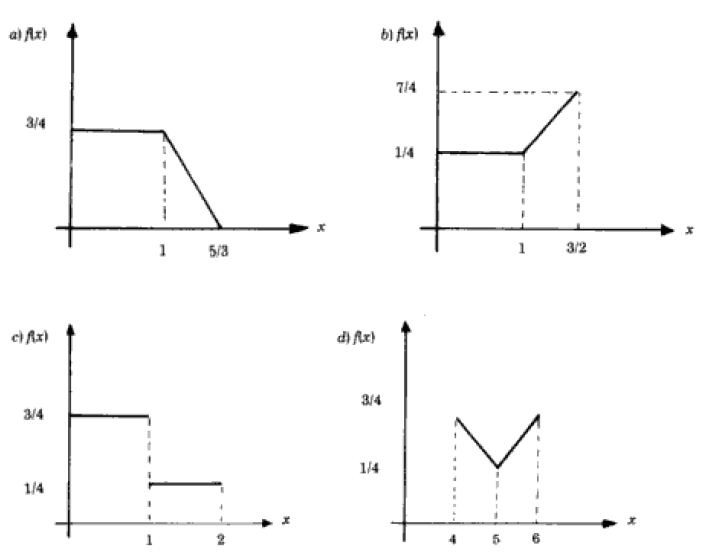 a) f(x)
3/4
x
1
5/3
b) f(x)
7/4
1/4
x
1
3/2
c) f(x)
3/4
1/4
x
1
2
d) f(x)
3/4
1/4
x
4
5
6